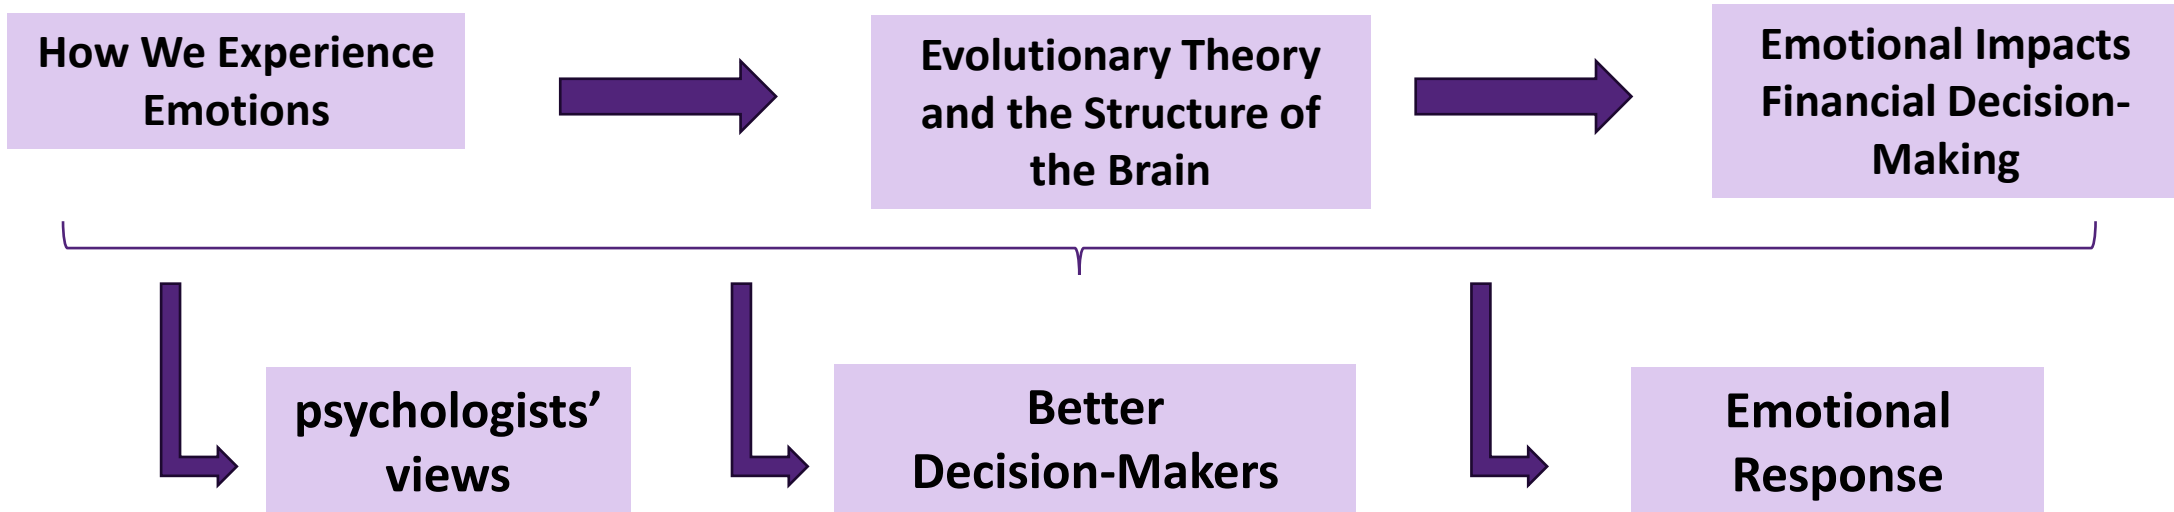 How We Experience
Emotions
Evolutionary Theory
and the Structure of
the Brain
Emotional Impacts
Financial Decision-
Making
psychologists’
views
Better
Decision-Makers
Emotional
Response